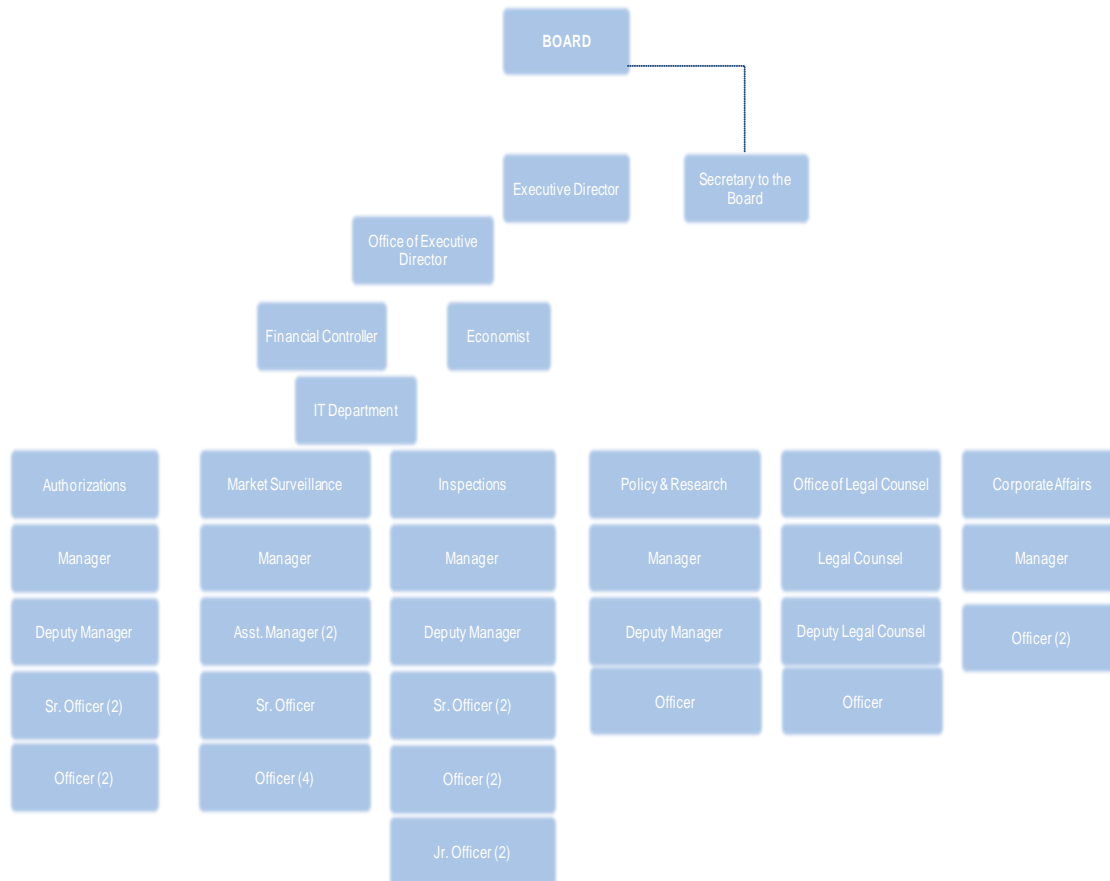 BOARD
Executive Director
Secretary to the
Board
Office of Executive
Director
Financial Controller
Economist
IT Department
Authorizations
Market Surveillance
Inspections
Policy & Research
Office of Legal Counsel
Corporate Affairs
Manager
Manager
Manager
Manager
Legal Counsel
Manager
Deputy Manager
Asst. Manager (2)
Deputy Manager
Deputy Manager
Deputy Legal Counsel
Officer (2)
Sr. Officer (2)
Sr. Officer
Sr. Officer (2)
Officer
Officer
Officer (2)
Officer (4)
Officer (2)
Jr. Officer (2)